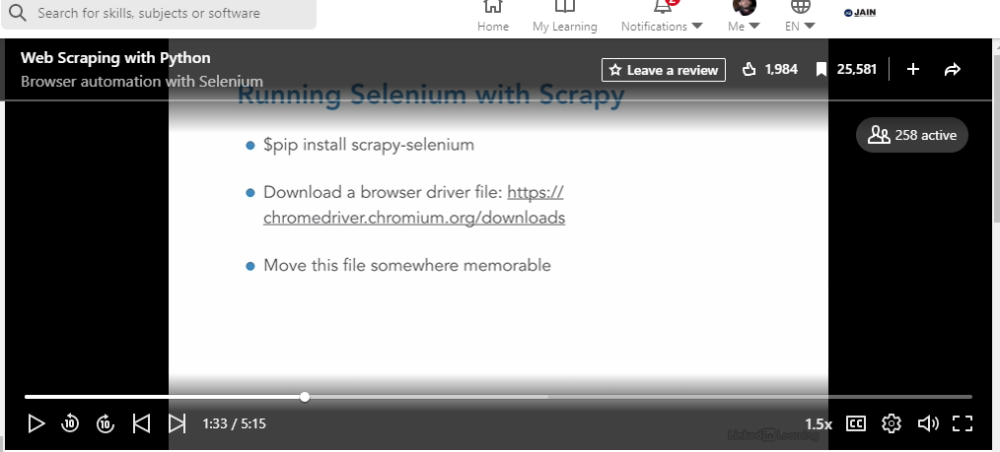 Search for skills, subjects or software
Home
My Learning
2
Notifications
Me
EN
JAIN
Web Scraping with Python
Browser automation with Selenium
Leave a review
1,984
25,581
Running Selenium with Scrapy
258 active
$pip install scrapy-selenium
Download a browser driver file: https://
chromedriver.chromium.org/downloads
Move this file somewhere memorable
10
10
1:33 / 5:15
1.5x
CC
Linked in Learning